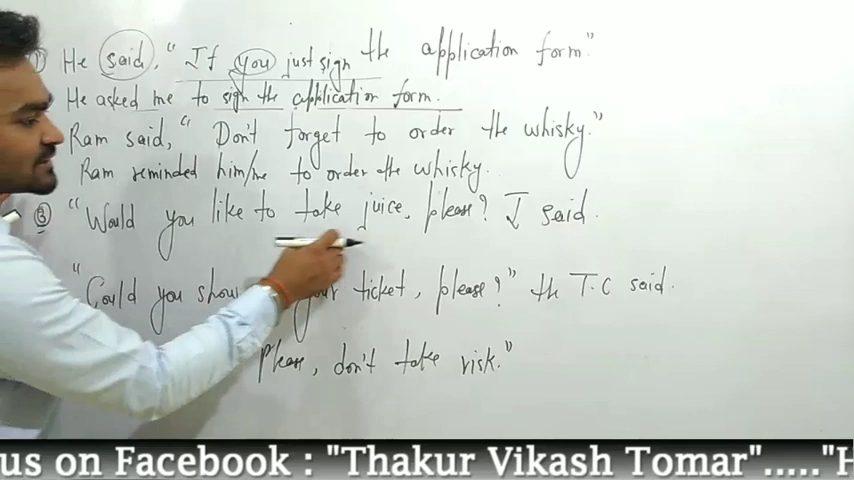 He said, "If you just sign the application form."
He asked me to sign the application form.
Ram said, "Don't forget to order the whisky."
Ram reminded him/me to order the whisky.
③ "Would you like to take juice, please? I said.
"Could you show your ticket, please?" the T.C said.
Please, don't take risk."
us on Facebook : "Thakur Vikash Tomar"....."H